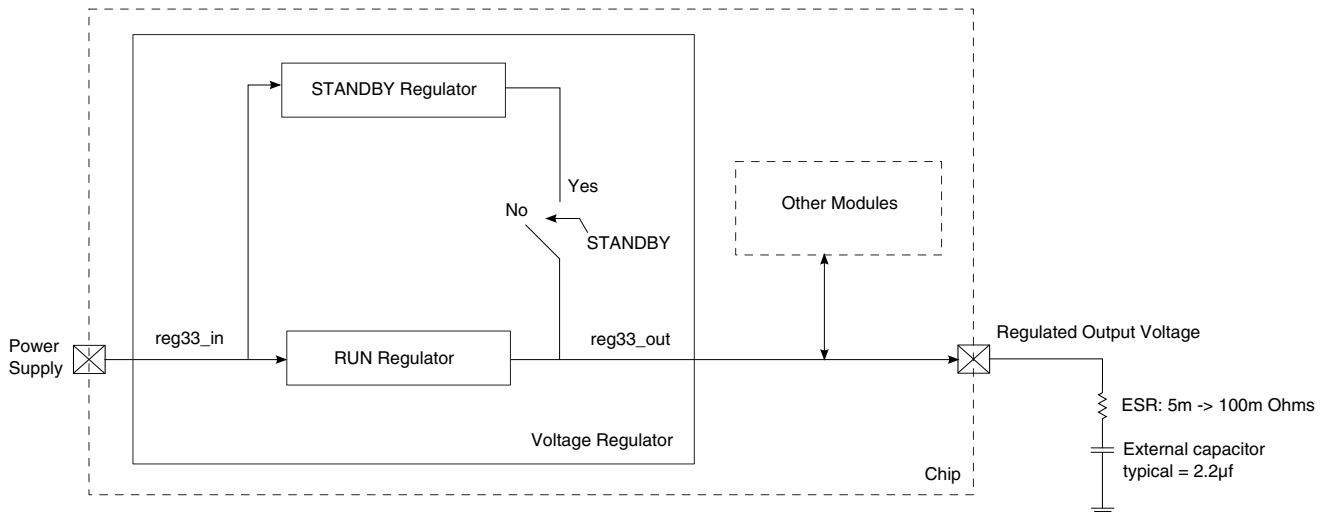 STANDBY Regulator
Yes
No
STANDBY
Other Modules
Power
Supply
reg33_in
RUN Regulator
reg33_out
Regulated Output Voltage
ESR: 5m -> 100m Ohms
Voltage Regulator
External capacitor
typical = 2.2µf
Chip